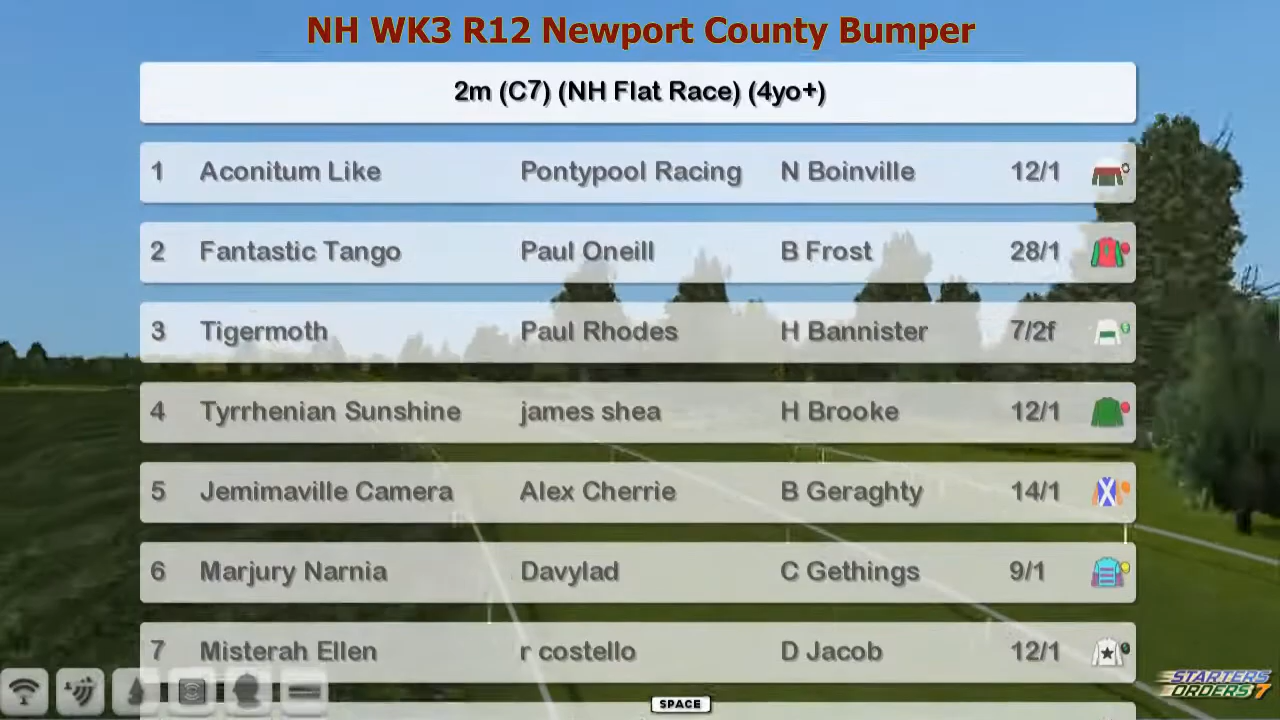 NH WK3 R12 Newport County Bumper
2m (C7) (NH Flat Race) (4yo+)
1 Aconitum Like Pontypool Racing N Boinville 12/1
2 Fantastic Tango Paul Oneill B Frost 28/1
3 Tigermoth Paul Rhodes H Bannister 7/2f
4 Tyrrhenian Sunshine james shea H Brooke 12/1
5 Jemimaville Camera Alex Cherrie B Geraghty 14/1
6 Marjury Narnia Davylad C Gethings 9/1
7 Misterah Ellen r costello D Jacob 12/1
SPACE
STARTERS
ORDERS 7